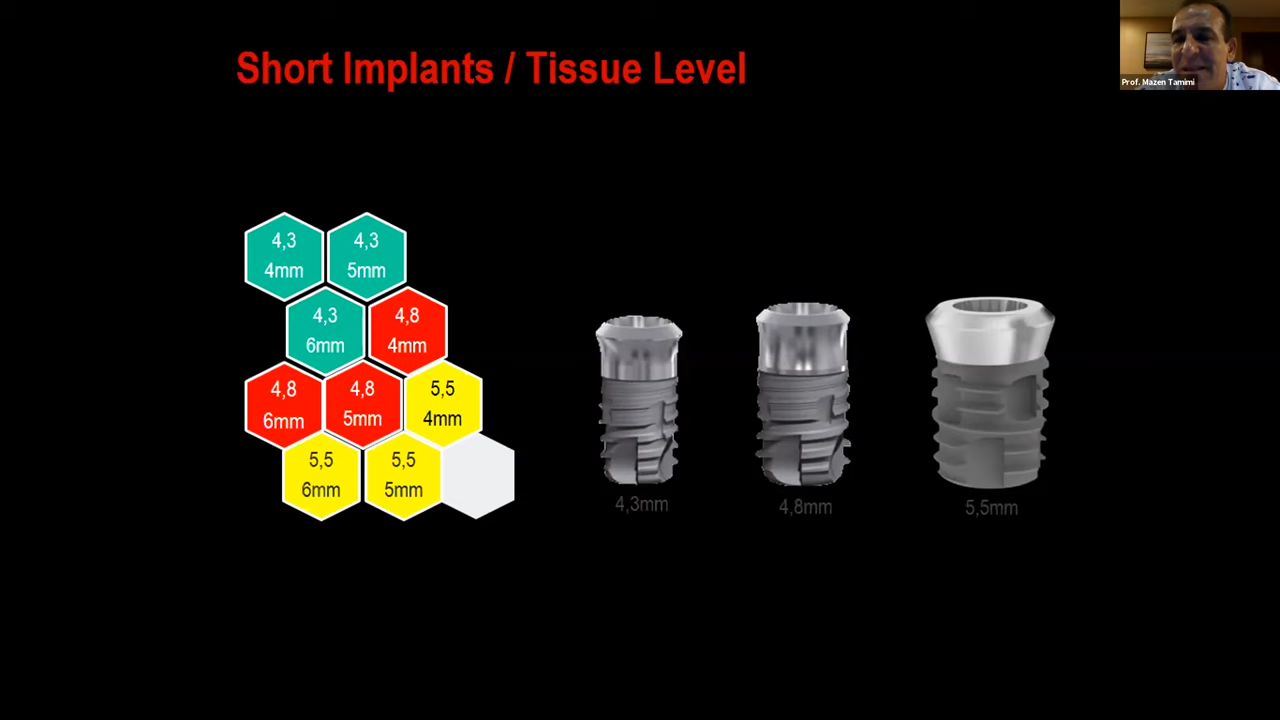 Short Implants / Tissue Level
Prof. Mazen Tamimi
4,3
4mm
4,3
5mm
4,3
6mm
4,8
4mm
4,8
6mm
4,8
5mm
5,5
4mm
5,5
6mm
5,5
5mm
4,3mm
4,8mm
5,5mm